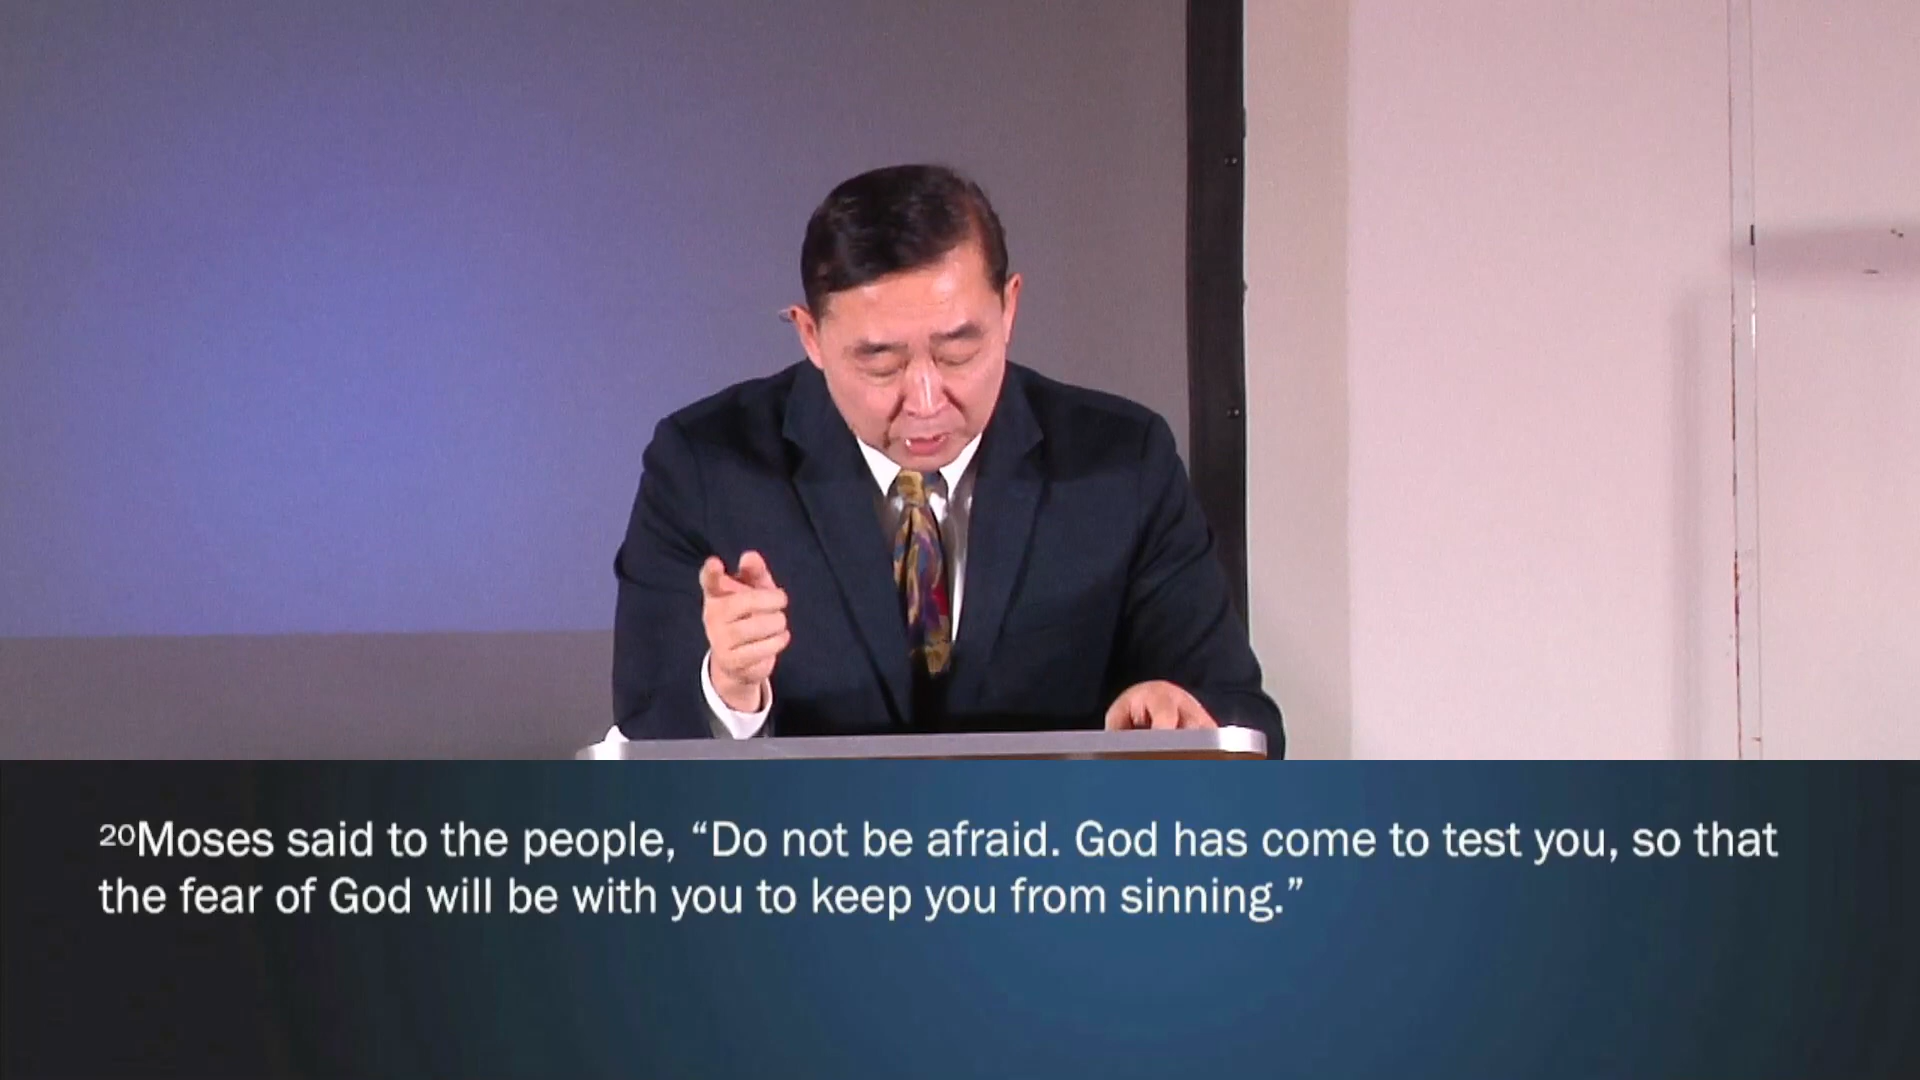 ²⁰Moses said to the people, “Do not be afraid. God has come to test you, so that
the fear of God will be with you to keep you from sinning.”